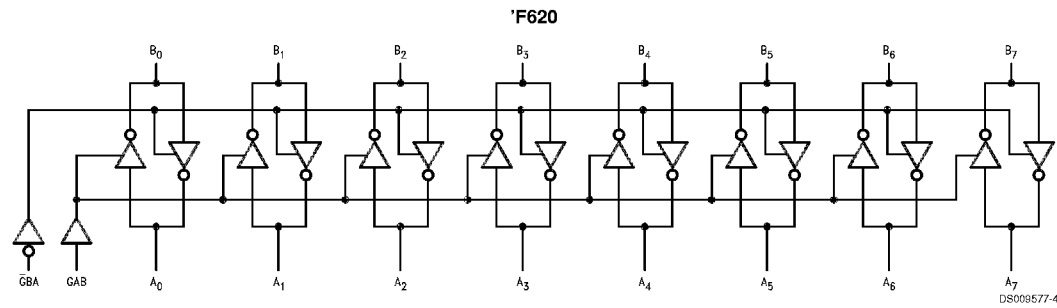 'F620
B₀ B₁ B₂ B₃ B₄ B₅ B₆ B₇
G̅BA GAB A₀ A₁ A₂ A₃ A₄ A₅ A₆ A₇
DS009577-4